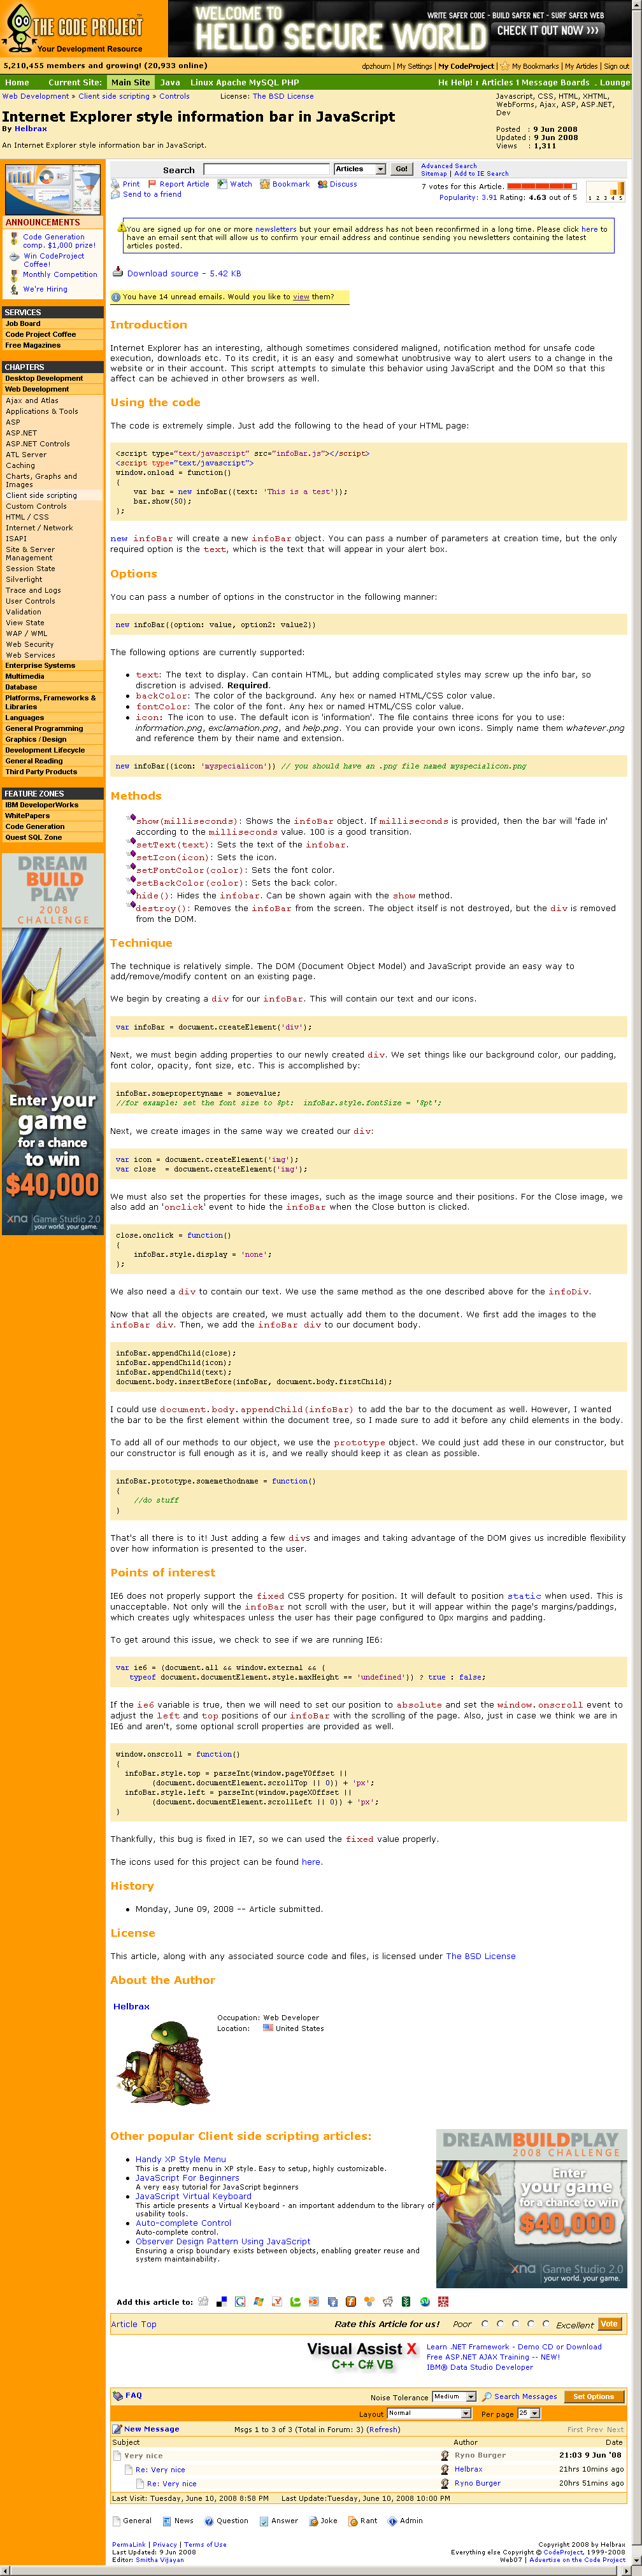 THE CODE PROJECT
Your Development Resource
WELCOME TO
HELLO SECURE WORLD
WRITE SAFER CODE - BUILD SAFER NET - SURF SAFER WEB
CHECK IT OUT NOW >>>
5,210,455 members and growing! (20,933 online)
dpzhoum | My Settings | My CodeProject | My Bookmarks | My Articles | Sign out
Home Current Site: Main Site Java Linux Apache MySQL PHP
Help! Articles Message Boards Lounge
Web Development » Client side scripting » Controls License: The BSD License
Internet Explorer style information bar in JavaScript
By Helbrax
An Internet Explorer style information bar in JavaScript.
Javascript, CSS, HTML, XHTML,
WebForms, Ajax, ASP, ASP.NET,
Dev
Posted : 9 Jun 2008
Updated : 9 Jun 2008
Views : 1,311
ANNOUNCEMENTS
Code Generation
comp. $1,000 prize!
Win CodeProject
Coffee!
Monthly Competition
We're Hiring
SERVICES
Job Board
Code Project Coffee
Free Magazines
CHAPTERS
Desktop Development
Web Development
Ajax and Atlas
Applications & Tools
ASP
ASP.NET
ASP.NET Controls
ATL Server
Caching
Charts, Graphs and
Images
Client side scripting
Custom Controls
HTML / CSS
Internet / Network
ISAPI
Site & Server
Management
Session State
Silverlight
Trace and Logs
User Controls
Validation
View State
WAP / WML
Web Security
Web Services
Enterprise Systems
Multimedia
Database
Platforms, Frameworks &
Libraries
Languages
General Programming
Graphics / Design
Development Lifecycle
General Reading
Third Party Products
FEATURE ZONES
IBM DeveloperWorks
WhitePapers
Code Generation
Quest SQL Zone
DREAM
BUILD
PLAY
2008
CHALLENGE
Enter your
game
for a chance
to win
$40,000
xna Game Studio 2.0
Search Articles Go!
Advanced Search
Sitemap | Add to IE Search
Print Report Article Watch Bookmark Discuss
Send to a friend
7 votes for this Article.
Popularity: 3.91 Rating: 4.63 out of 5
1 2 3 4 5
You are signed up for one or more newsletters but your email address has not been reconfirmed in a long time. Please click here to
have an email sent that will allow us to confirm your email address and continue sending you newsletters containing the latest
articles posted.
Download source - 5.42 KB
You have 14 unread emails. Would you like to view them?
Introduction
Internet Explorer has an interesting, although sometimes considered maligned, notification method for unsafe code
execution, downloads etc. To its credit, it is an easy and somewhat unobtrusive way to alert users to a change in the
website or in their account. This script attempts to simulate this behavior using JavaScript and the DOM so that this
affect can be achieved in other browsers as well.
Using the code
The code is extremely simple. Just add the following to the head of your HTML page:
<script type="text/javascript" src="infoBar.js"></script>
<script type="text/javascript">
window.onload = function()
{
var bar = new infoBar({text: 'This is a test'});
bar.show(50);
};
new infoBar will create a new infoBar object. You can pass a number of parameters at creation time, but the only
required option is the text, which is the text that will appear in your alert box.
Options
You can pass a number of options in the constructor in the following manner:
new infoBar({option: value, option2: value2})
The following options are currently supported:
• text: The text to display. Can contain HTML, but adding complicated styles may screw up the info bar, so
discretion is advised. Required.
• backColor: The color of the background. Any hex or named HTML/CSS color value.
• fontColor: The color of the font. Any hex or named HTML/CSS color value.
• icon: The icon to use. The default icon is 'information'. The file contains three icons for you to use:
information.png, exclamation.png, and help.png. You can provide your own icons. Simply name them whatever.png
and reference them by their name and extension.
new infoBar({icon: 'myspecialicon'}) // you should have an .png file named myspecialicon.png
Methods
show(milliseconds): Shows the infoBar object. If milliseconds is provided, then the bar will 'fade in'
according to the milliseconds value. 100 is a good transition.
setText(text): Sets the text of the infobar.
setIcon(icon): Sets the icon.
setFontColor(color): Sets the font color.
setBackColor(color): Sets the back color.
hide(): Hides the infobar. Can be shown again with the show method.
destroy(): Removes the infoBar from the screen. The object itself is not destroyed, but the div is removed
from the DOM.
Technique
The technique is relatively simple. The DOM (Document Object Model) and JavaScript provide an easy way to
add/remove/modify content on an existing page.
We begin by creating a div for our infoBar. This will contain our text and our icons.
var infoBar = document.createElement('div');
Next, we must begin adding properties to our newly created div. We set things like our background color, our padding,
font color, opacity, font size, etc. This is accomplished by:
infoBar.somepropertyname = somevalue;
//for example: set the font size to 8pt: infoBar.style.fontSize = '8pt';
Next, we create images in the same way we created our div:
var icon = document.createElement('img');
var close = document.createElement('img');
We must also set the properties for these images, such as the image source and their positions. For the Close image, we
also add an 'onclick' event to hide the infoBar when the Close button is clicked.
close.onclick = function()
{
infoBar.style.display = 'none';
};
We also need a div to contain our text. We use the same method as the one described above for the infoDiv.
Now that all the objects are created, we must actually add them to the document. We first add the images to the
infoBar div. Then, we add the infoBar div to our document body.
infoBar.appendChild(close);
infoBar.appendChild(icon);
infoBar.appendChild(text);
document.body.insertBefore(infoBar, document.body.firstChild);
I could use document.body.appendChild(infoBar) to add the bar to the document as well. However, I wanted
the bar to be the first element within the document tree, so I made sure to add it before any child elements in the body.
To add all of our methods to our object, we use the prototype object. We could just add these in our constructor, but
our constructor is full enough as it is, and we really should keep it as clean as possible.
infoBar.prototype.somemethodname = function()
{
//do stuff
}
That's all there is to it! Just adding a few divs and images and taking advantage of the DOM gives us incredible flexibility
over how information is presented to the user.
Points of interest
IE6 does not properly support the fixed CSS property for position. It will default to position static when used. This is
unacceptable. Not only will the infoBar not scroll with the user, but it will appear within the page's margins/paddings,
which creates ugly whitespaces unless the user has their page configured to 0px margins and padding.
To get around this issue, we check to see if we are running IE6:
var ie6 = (document.all && window.external && (
typeof document.documentElement.style.maxHeight == 'undefined')) ? true : false;
If the ie6 variable is true, then we will need to set our position to absolute and set the window.onscroll event to
adjust the left and top positions of our infoBar with the scrolling of the page. Also, just in case we think we are in
IE6 and aren't, some optional scroll properties are provided as well.
window.onscroll = function()
{
infoBar.style.top = parseInt(window.pageYOffset ||
(document.documentElement.scrollTop || 0)) + 'px';
infoBar.style.left = parseInt(window.pageXOffset ||
(document.documentElement.scrollLeft || 0)) + 'px';
}
Thankfully, this bug is fixed in IE7, so we can used the fixed value properly.
The icons used for this project can be found here.
History
• Monday, June 09, 2008 -- Article submitted.
License
This article, along with any associated source code and files, is licensed under The BSD License
About the Author
Helbrax
Occupation: Web Developer
Location: United States
Other popular Client side scripting articles:
• Handy XP Style Menu
This is a pretty menu in XP style. Easy to setup, highly customizable.
• JavaScript For Beginners
A very easy tutorial for JavaScript beginners
• JavaScript Virtual Keyboard
This article presents a Virtual Keyboard - an important addendum to the library of
usability tools.
• Auto-complete Control
Auto-complete control.
• Observer Design Pattern Using JavaScript
Ensuring a crisp boundary exists between objects, enabling greater reuse and
system maintainability.
DREAMBUILDPLAY
2008 CHALLENGE
Enter
your game
for a chance to win
$40,000
xna Game Studio 2.0
Add this article to:
Article Top Rate this Article for us! Poor Excellent Vote
Visual Assist X
C++ C# VB
Learn .NET Framework - Demo CD or Download
Free ASP.NET AJAX Training -- NEW!
IBM® Data Studio Developer
FAQ Noise Tolerance Medium Search Messages Set Options
Layout Normal Per page 25
New Message Msgs 1 to 3 of 3 (Total in Forum: 3) (Refresh) First Prev Next
Subject Author Date
Very nice Ryno Burger 21:03 9 Jun '08
Re: Very nice Helbrax 21hrs 10mins ago
Re: Very nice Ryno Burger 20hrs 51mins ago
Last Visit: Tuesday, June 10, 2008 8:58 PM Last Update:Tuesday, June 10, 2008 10:00 PM
General News Question Answer Joke Rant Admin
PermaLink | Privacy | Terms of Use
Last Updated: 9 Jun 2008
Editor: Smitha Vijayan
Copyright 2008 by Helbrax
Everything else Copyright © CodeProject, 1999-2008
Web07 | Advertise on the Code Project